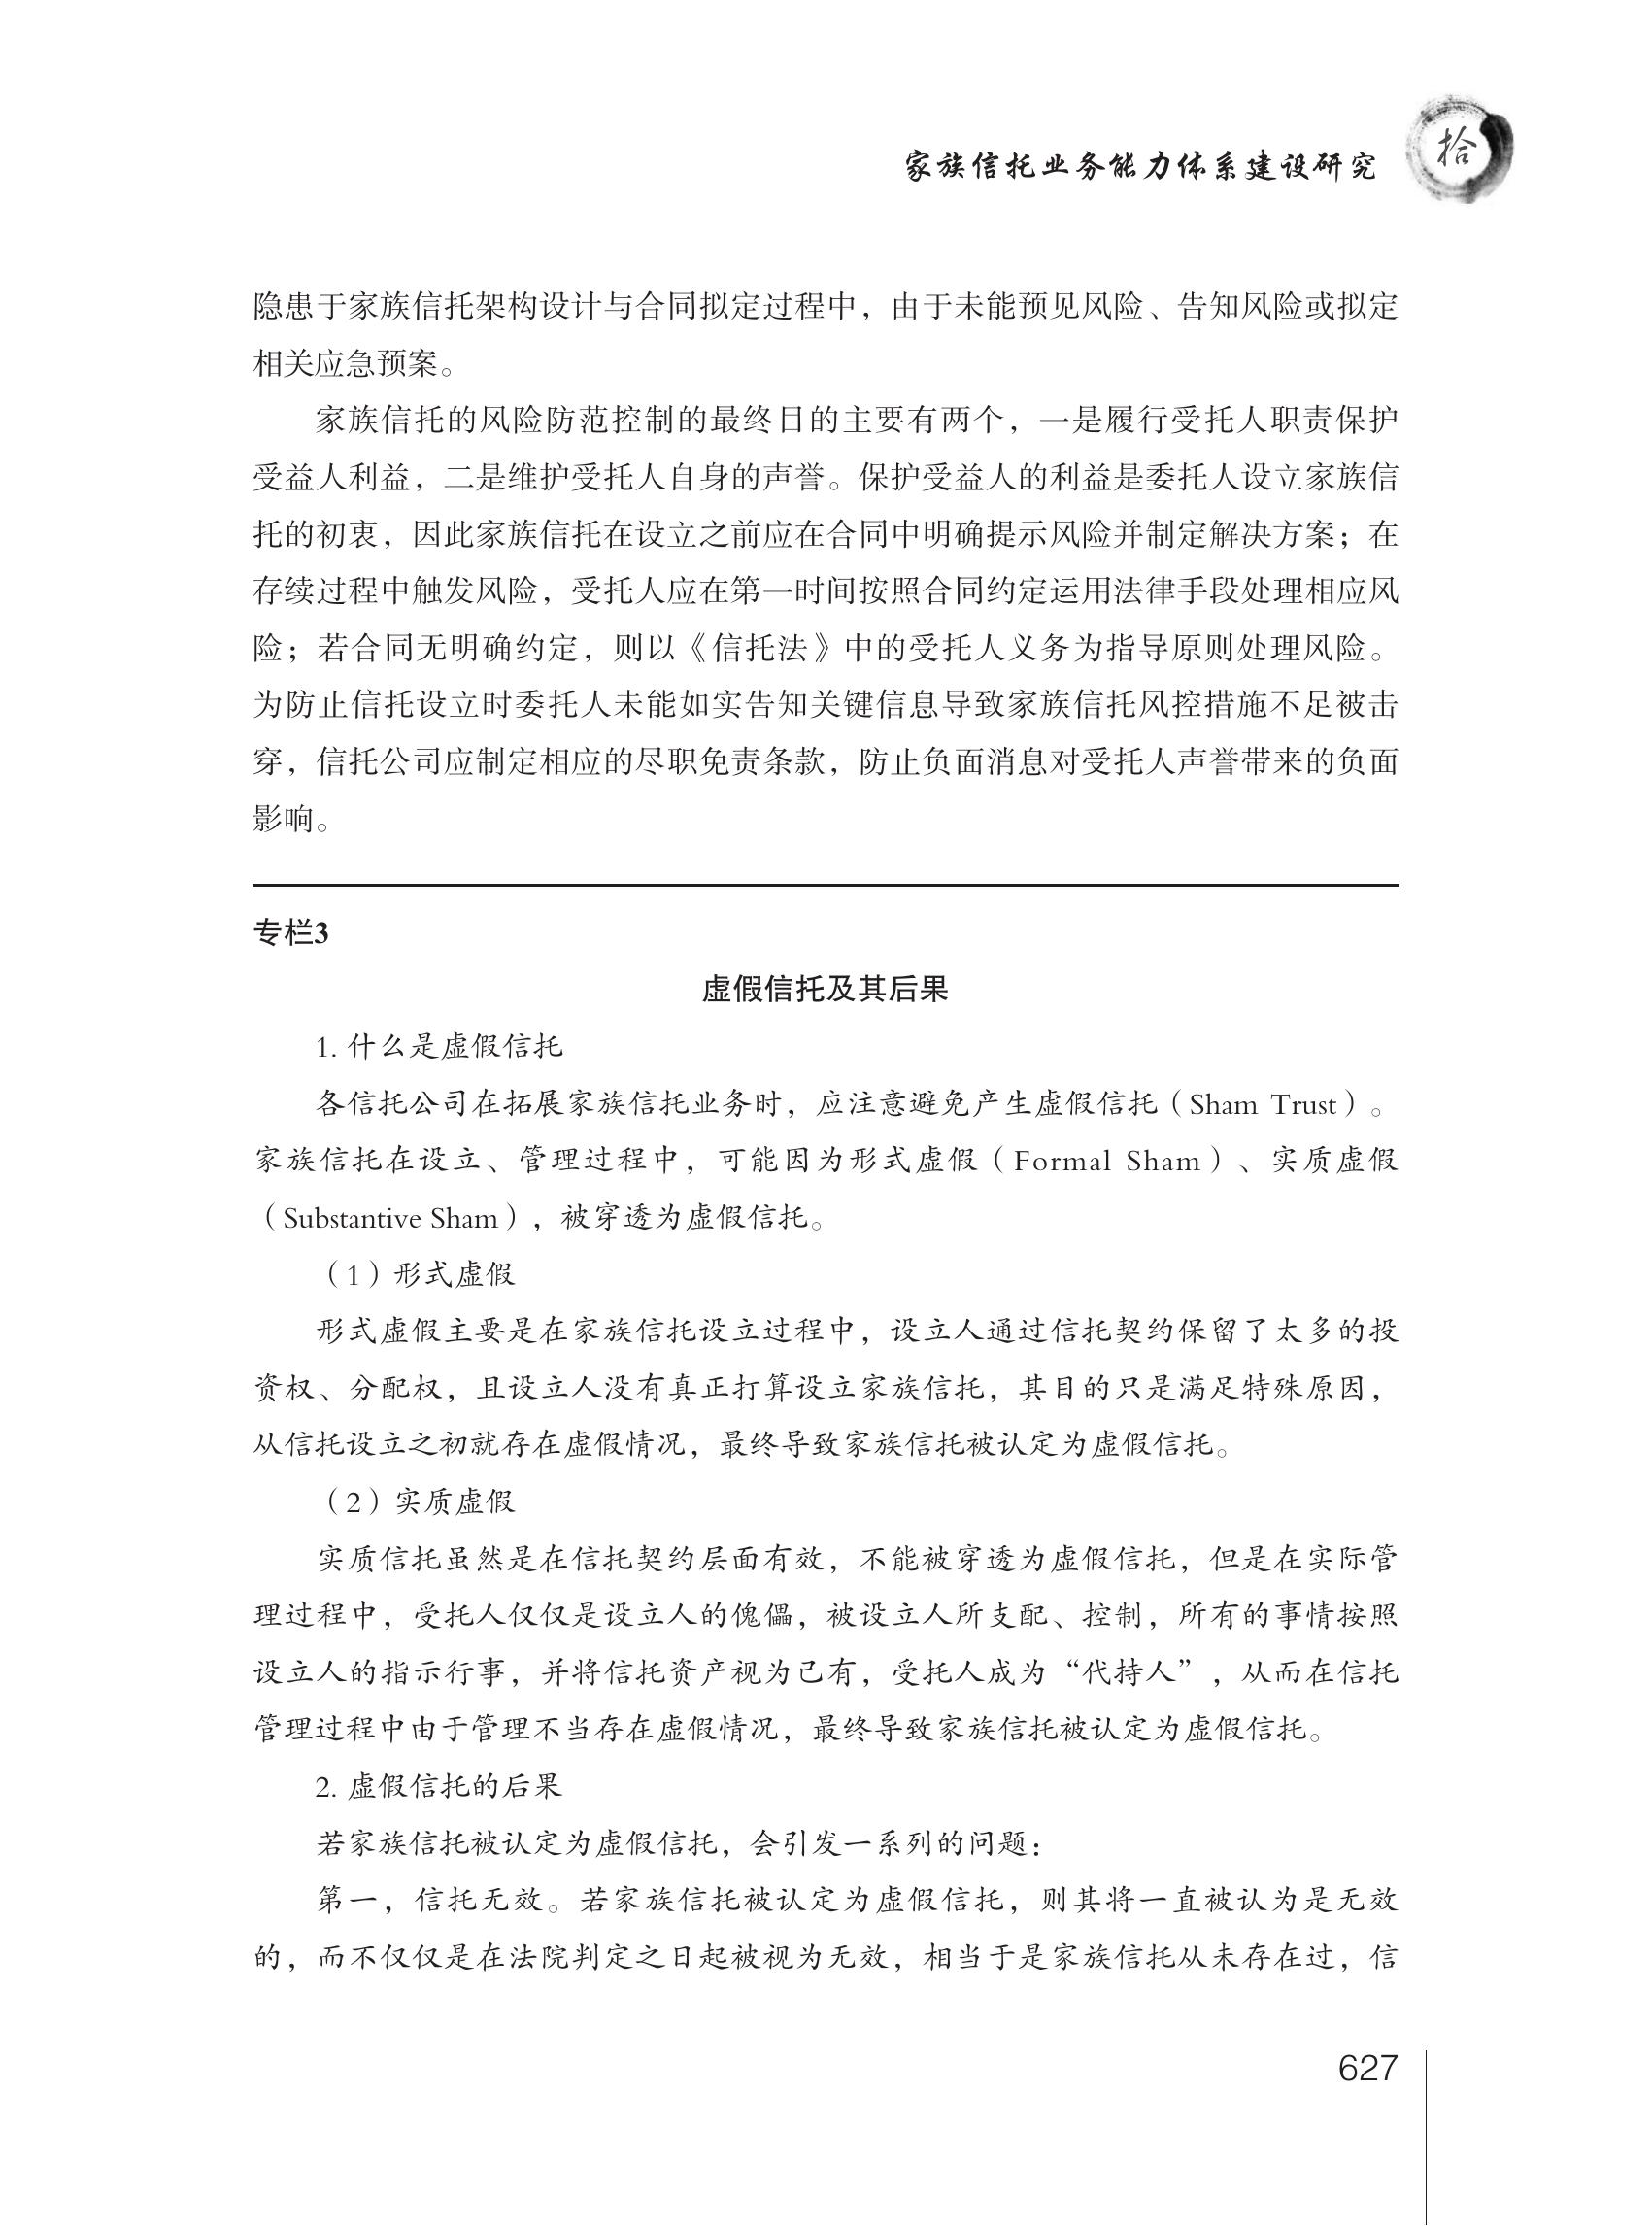 家族信托业务能力体系建设研究
拾
隐患于家族信托架构设计与合同拟定过程中，由于未能预见风险、告知风险或拟定
相关应急预案。
家族信托的风险防范控制的最终目的主要有两个，一是履行受托人职责保护
受益人利益，二是维护受托人自身的声誉。保护受益人的利益是委托人设立家族信
托的初衷，因此家族信托在设立之前应在合同中明确提示风险并制定解决方案；在
存续过程中触发风险，受托人应在第一时间按照合同约定运用法律手段处理相应风
险；若合同无明确约定，则以《信托法》中的受托人义务为指导原则处理风险。
为防止信托设立时委托人未能如实告知关键信息导致家族信托风控措施不足被击
穿，信托公司应制定相应的尽职免责条款，防止负面消息对受托人声誉带来的负面
影响。
专栏3
虚假信托及其后果
1. 什么是虚假信托
各信托公司在拓展家族信托业务时，应注意避免产生虚假信托（Sham Trust）。
家族信托在设立、管理过程中，可能因为形式虚假（Formal Sham）、实质虚假
（Substantive Sham），被穿透为虚假信托。
（1）形式虚假
形式虚假主要是在家族信托设立过程中，设立人通过信托契约保留了太多的投
资权、分配权，且设立人没有真正打算设立家族信托，其目的只是满足特殊原因，
从信托设立之初就存在虚假情况，最终导致家族信托被认定为虚假信托。
（2）实质虚假
实质信托虽然是在信托契约层面有效，不能被穿透为虚假信托，但是在实际管
理过程中，受托人仅仅是设立人的傀儡，被设立人所支配、控制，所有的事情按照
设立人的指示行事，并将信托资产视为己有，受托人成为“代持人”，从而在信托
管理过程中由于管理不当存在虚假情况，最终导致家族信托被认定为虚假信托。
2. 虚假信托的后果
若家族信托被认定为虚假信托，会引发一系列的问题：
第一，信托无效。若家族信托被认定为虚假信托，则其将一直被认为是无效
的，而不仅仅是在法院判定之日起被视为无效，相当于是家族信托从未存在过，信
627